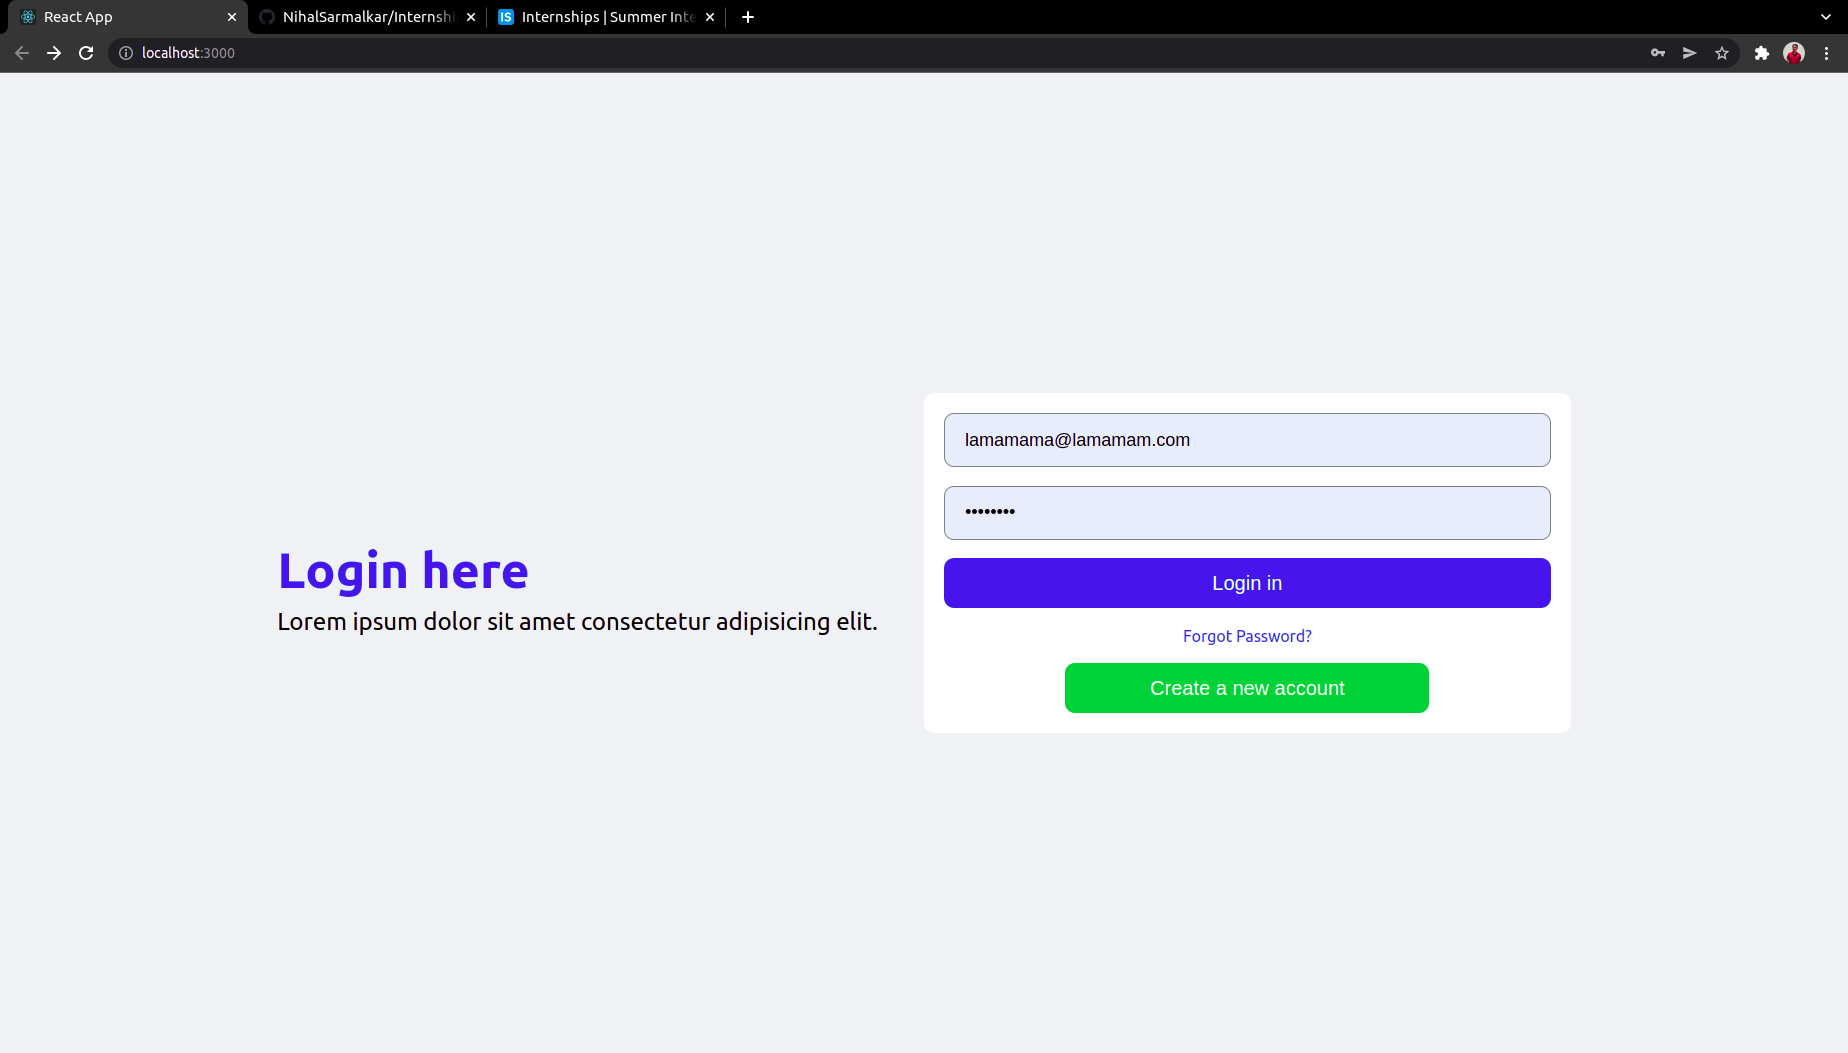 React App
NihalSarmalkar/Internshi
Internships | Summer Inte
localhost:3000
lamamama@lamamam.com
••••••••
Login here
Login in
Lorem ipsum dolor sit amet consectetur adipisicing elit.
Forgot Password?
Create a new account